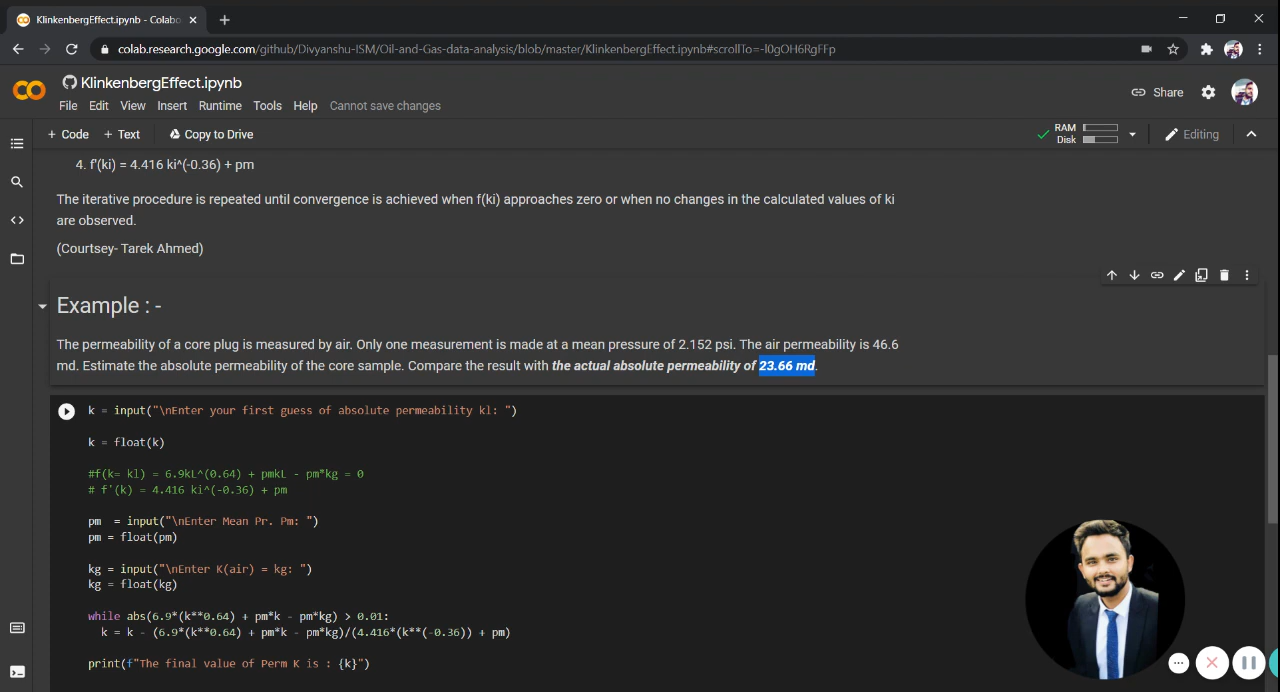 KlinkenbergEffect.ipynb - Colabo
colab.research.google.com/github/Divyanshu-ISM/Oil-and-Gas-data-analysis/blob/master/KlinkenbergEffect.ipynb#scrollTo=-l0gOH6RgFFp
KlinkenbergEffect.ipynb
Share
File Edit View Insert Runtime Tools Help Cannot save changes
+ Code + Text Copy to Drive
RAM
Disk
Editing
4. f'(ki) = 4.416 ki^(-0.36) + pm
The iterative procedure is repeated until convergence is achieved when f(ki) approaches zero or when no changes in the calculated values of ki
are observed.
(Courtsey- Tarek Ahmed)
Example : -
The permeability of a core plug is measured by air. Only one measurement is made at a mean pressure of 2.152 psi. The air permeability is 46.6
md. Estimate the absolute permeability of the core sample. Compare the result with the actual absolute permeability of 23.66 md.
k = input("\nEnter your first guess of absolute permeability kl: ")
k = float(k)
#f(k= kl) = 6.9kL^(0.64) + pmkL - pm*kg = 0
# f'(k) = 4.416 ki^(-0.36) + pm
pm = input("\nEnter Mean Pr. Pm: ")
pm = float(pm)
kg = input("\nEnter K(air) = kg: ")
kg = float(kg)
while abs(6.9*(k**0.64) + pm*k - pm*kg) > 0.01:
k = k - (6.9*(k**0.64) + pm*k - pm*kg)/(4.416*(k**(-0.36)) + pm)
print(f"The final value of Perm K is : {k}")